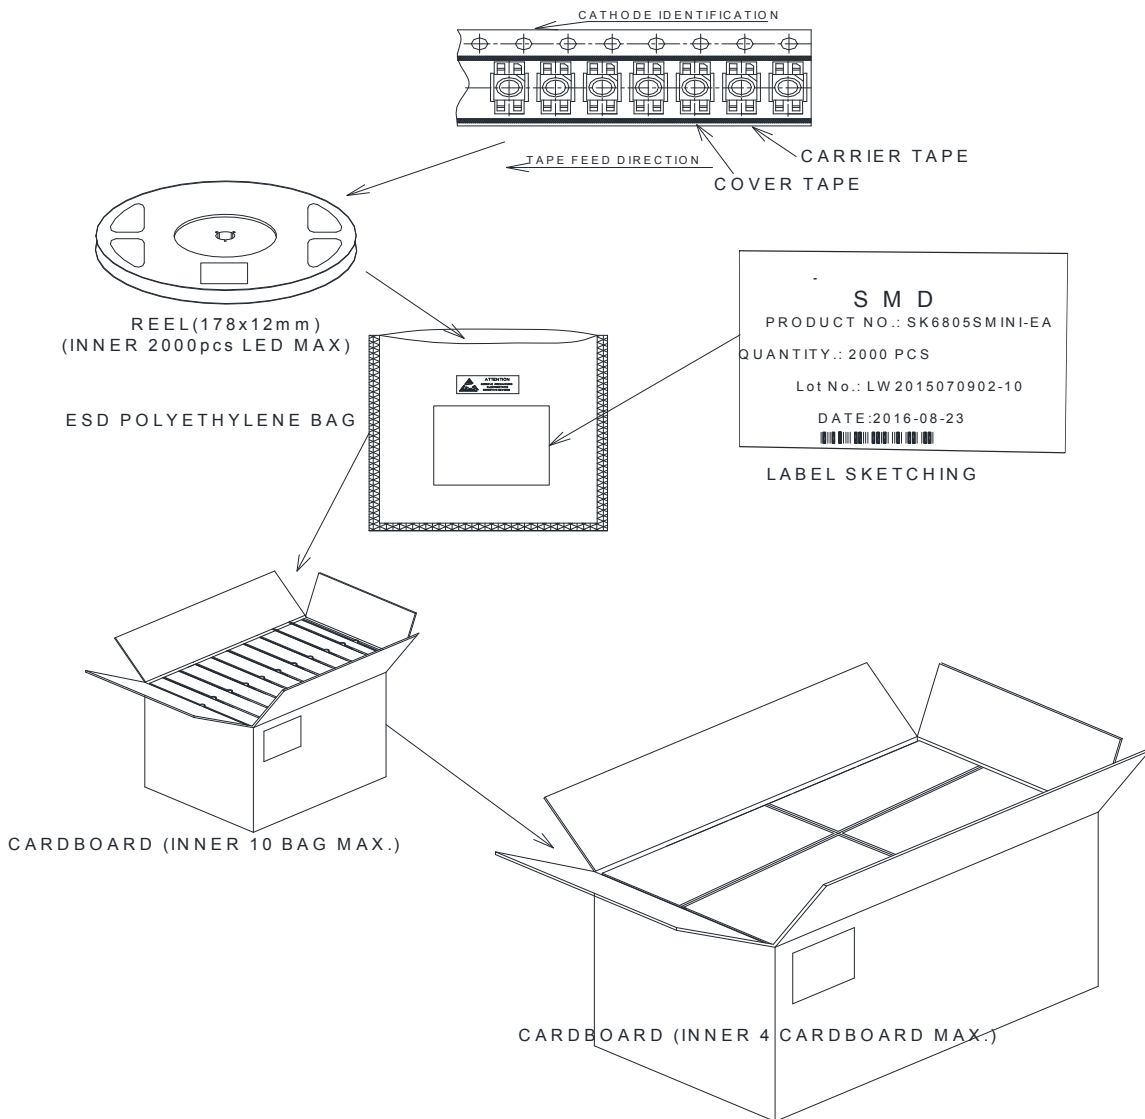 CATHODE IDENTIFICATION
TAPE FEED DIRECTION
CARRIER TAPE
COVER TAPE
REEL(178x12mm)
(INNER 2000pcs LED MAX)
-
S M D
PRODUCT NO.: SK6805SMINI-EA
QUANTITY.: 2000 PCS
Lot No.: LW2015070902-10
DATE:2016-08-23
LABEL SKETCHING
ATTENTION
ESD POLYETHYLENE BAG
CARDBOARD (INNER 10 BAG MAX.)
CARDBOARD (INNER 4 CARDBOARD MAX.)